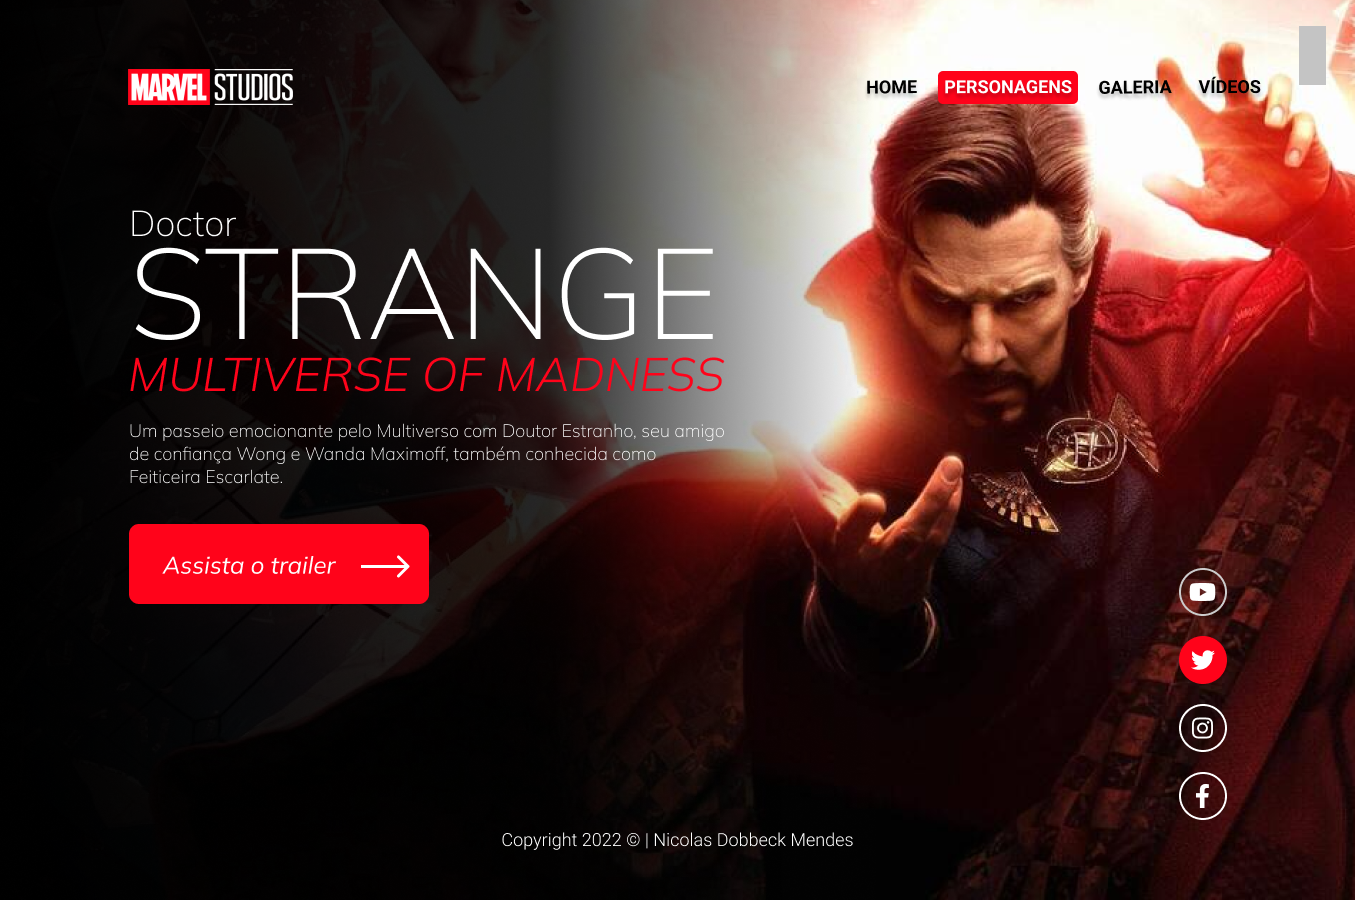 MARVEL STUDIOS
HOME PERSONAGENS GALERIA VÍDEOS
Doctor
STRANGE
MULTIVERSE OF MADNESS
Um passeio emocionante pelo Multiverso com Doutor Estranho, seu amigo
de confiança Wong e Wanda Maximoff, também conhecida como
Feiticeira Escarlate.
Assista o trailer
Copyright 2022 © | Nicolas Dobbeck Mendes